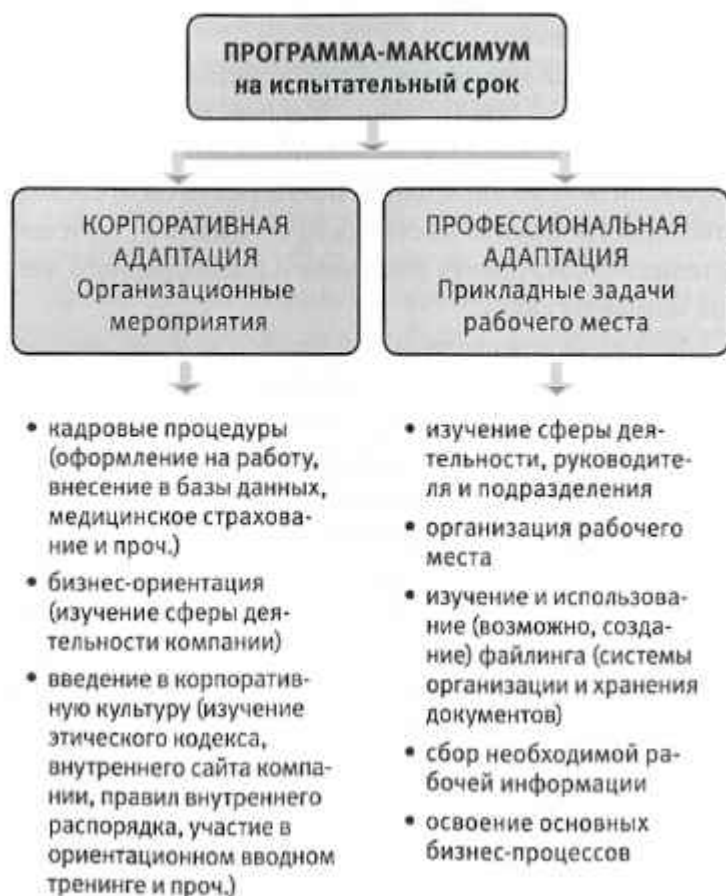 ПРОГРАММА-МАКСИМУМ
на испытательный срок
КОРПОРАТИВНАЯ
АДАПТАЦИЯ
Организационные
мероприятия
ПРОФЕССИОНАЛЬНАЯ
АДАПТАЦИЯ
Прикладные задачи
рабочего места
• кадровые процедуры
(оформление на работу,
внесение в базы данных,
медицинское страхова-
ние и проч.)
• бизнес-ориентация
(изучение сферы дея-
тельности компании)
• введение в корпоратив-
ную культуру (изучение
этического кодекса,
внутреннего сайта компа-
нии, правил внутреннего
распорядка, участие в
ориентационном вводном
тренинге и проч.)
• изучение сферы дея-
тельности, руководите-
ля и подразделения
• организация рабочего
места
• изучение и использова-
ние (возможно, созда-
ние) файлинга (системы
организации и хранения
документов)
• сбор необходимой ра-
бочей информации
• освоение основных
бизнес-процессов